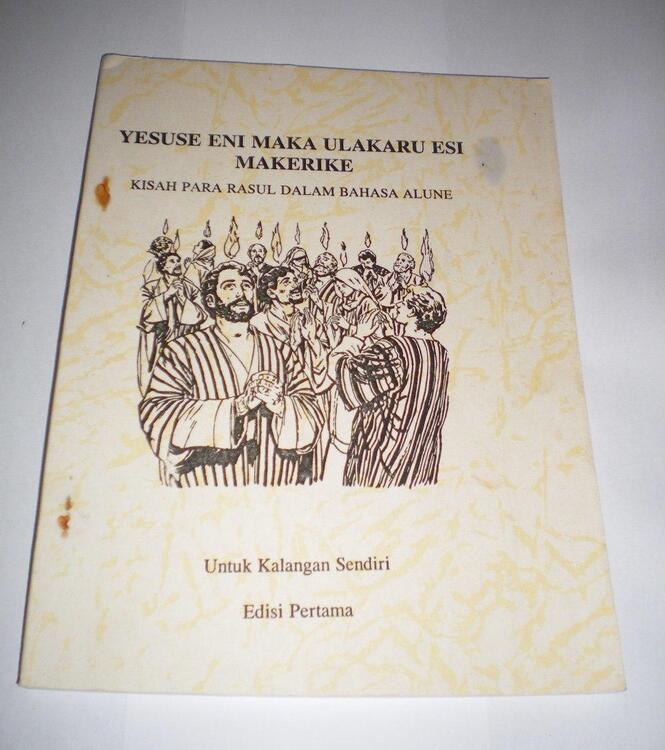 YESUSE ENI MAKA ULAKARU ESI
MAKERIKE
KISAH PARA RASUL DALAM BAHASA ALUNE
Untuk Kalangan Sendiri
Edisi Pertama